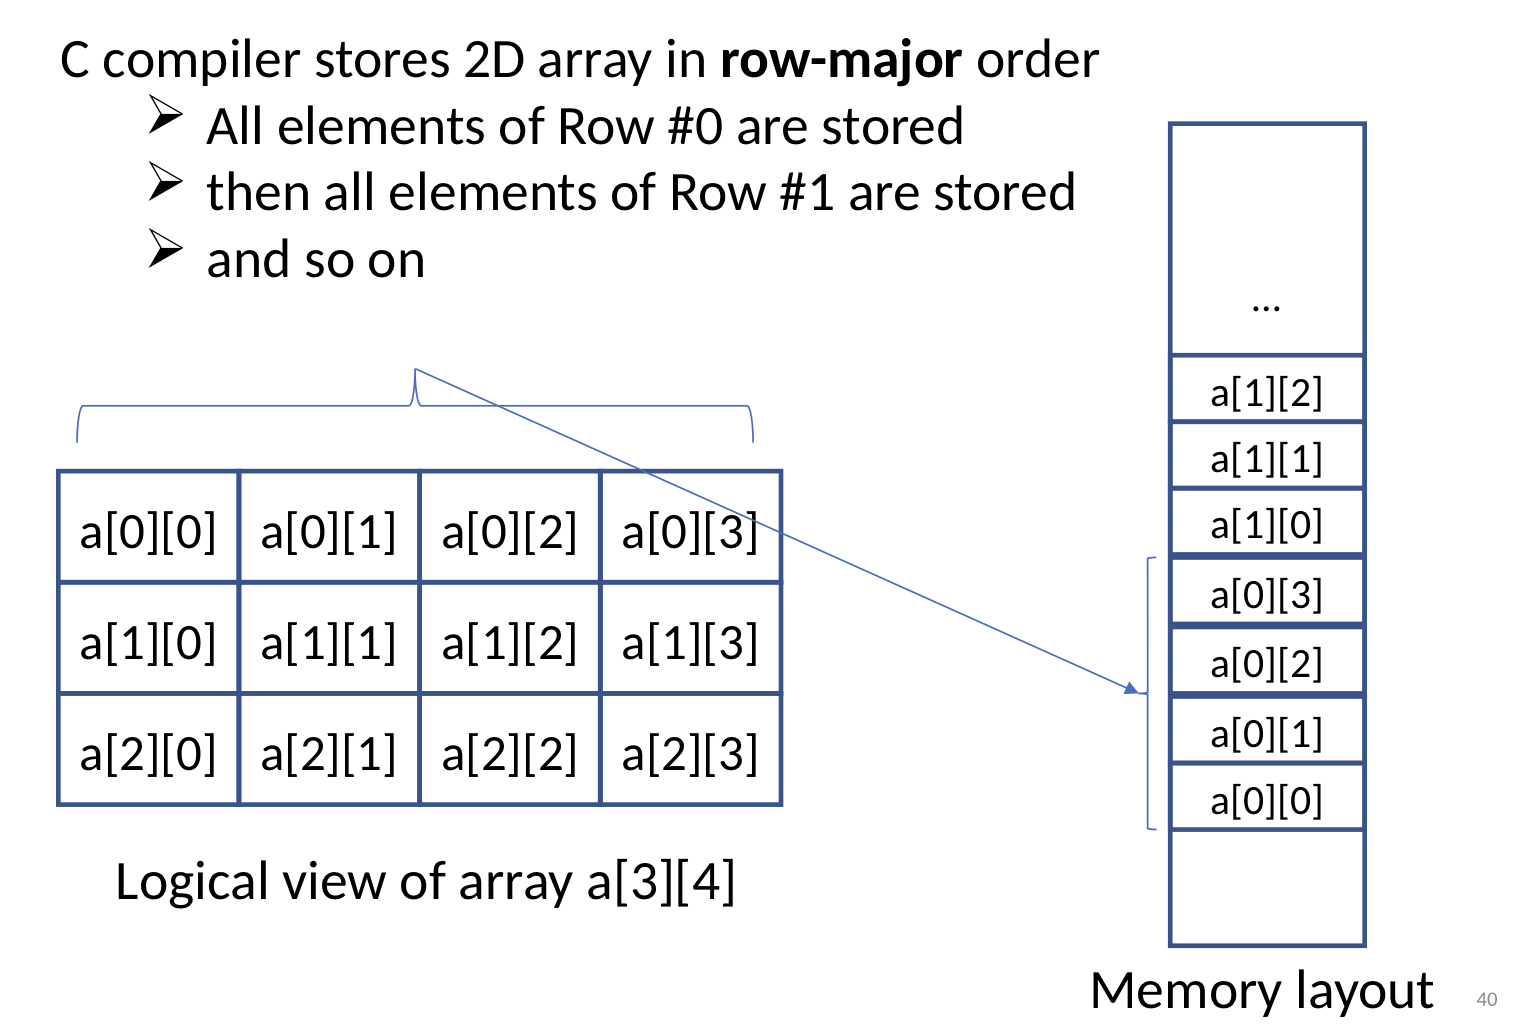 C compiler stores 2D array in row-major order
All elements of Row #0 are stored
then all elements of Row #1 are stored
and so on
a[0][0] a[0][1] a[0][2] a[0][3]
a[1][0] a[1][1] a[1][2] a[1][3]
a[2][0] a[2][1] a[2][2] a[2][3]
Logical view of array a[3][4]
...
a[1][2]
a[1][1]
a[1][0]
a[0][3]
a[0][2]
a[0][1]
a[0][0]
Memory layout
40